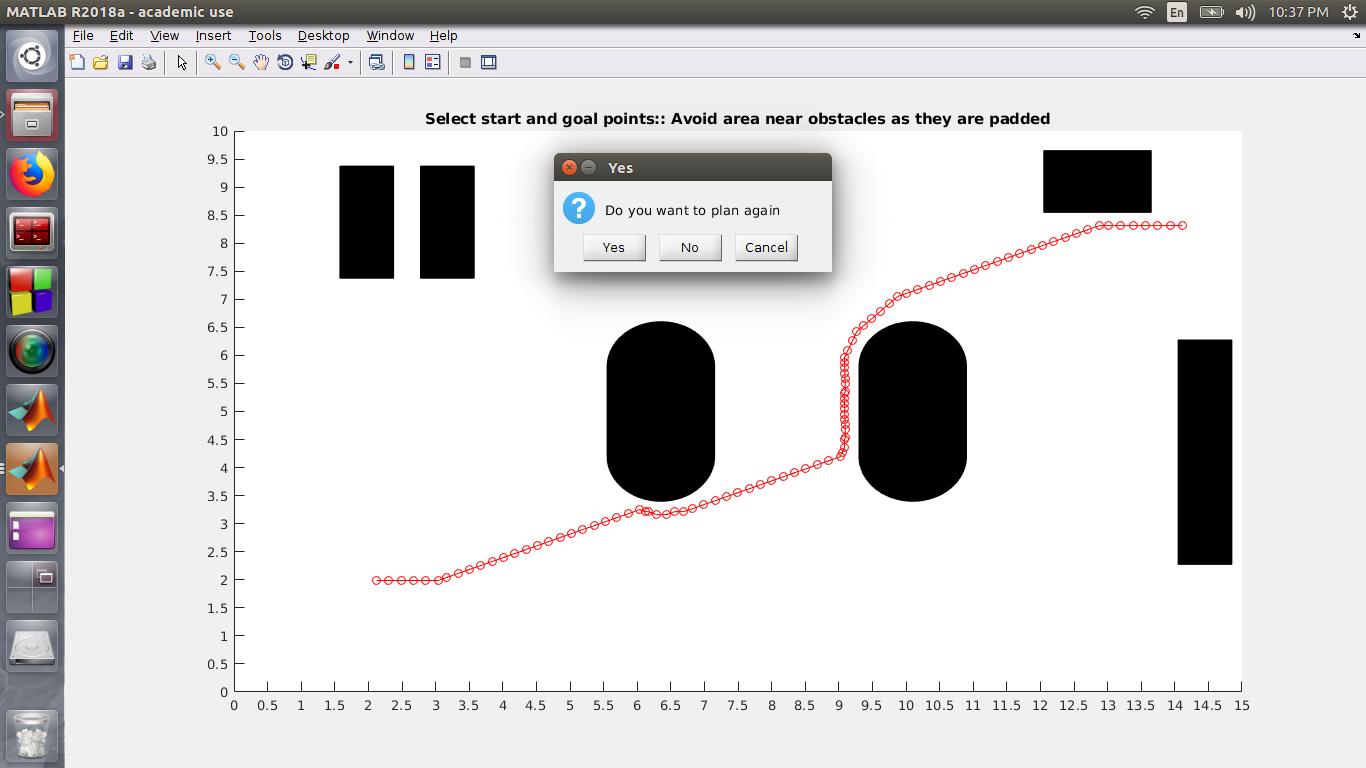 MATLAB R2018a - academic use
En
10:37 PM
File Edit View Insert Tools Desktop Window Help
Select start and goal points:: Avoid area near obstacles as they are padded
Yes
?
Do you want to plan again
Yes No Cancel
10
9.5
9
8.5
8
7.5
7
6.5
6
5.5
5
4.5
4
3.5
3
2.5
2
1.5
1
0.5
0
0 0.5 1 1.5 2 2.5 3 3.5 4 4.5 5 5.5 6 6.5 7 7.5 8 8.5 9 9.5 10 10.5 11 11.5 12 12.5 13 13.5 14 14.5 15